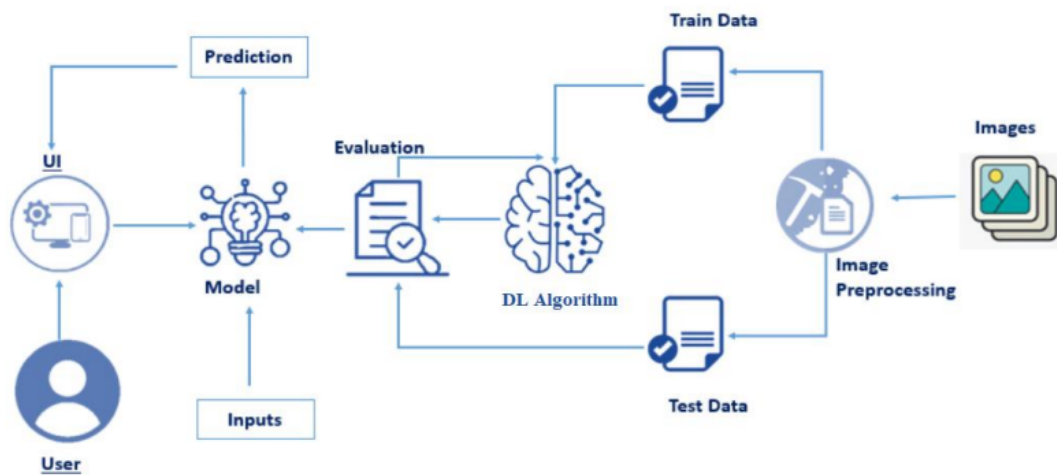 Train Data
Prediction
Images
Evaluation
UI
Model
Image
Preprocessing
DL Algorithm
Test Data
Inputs
User